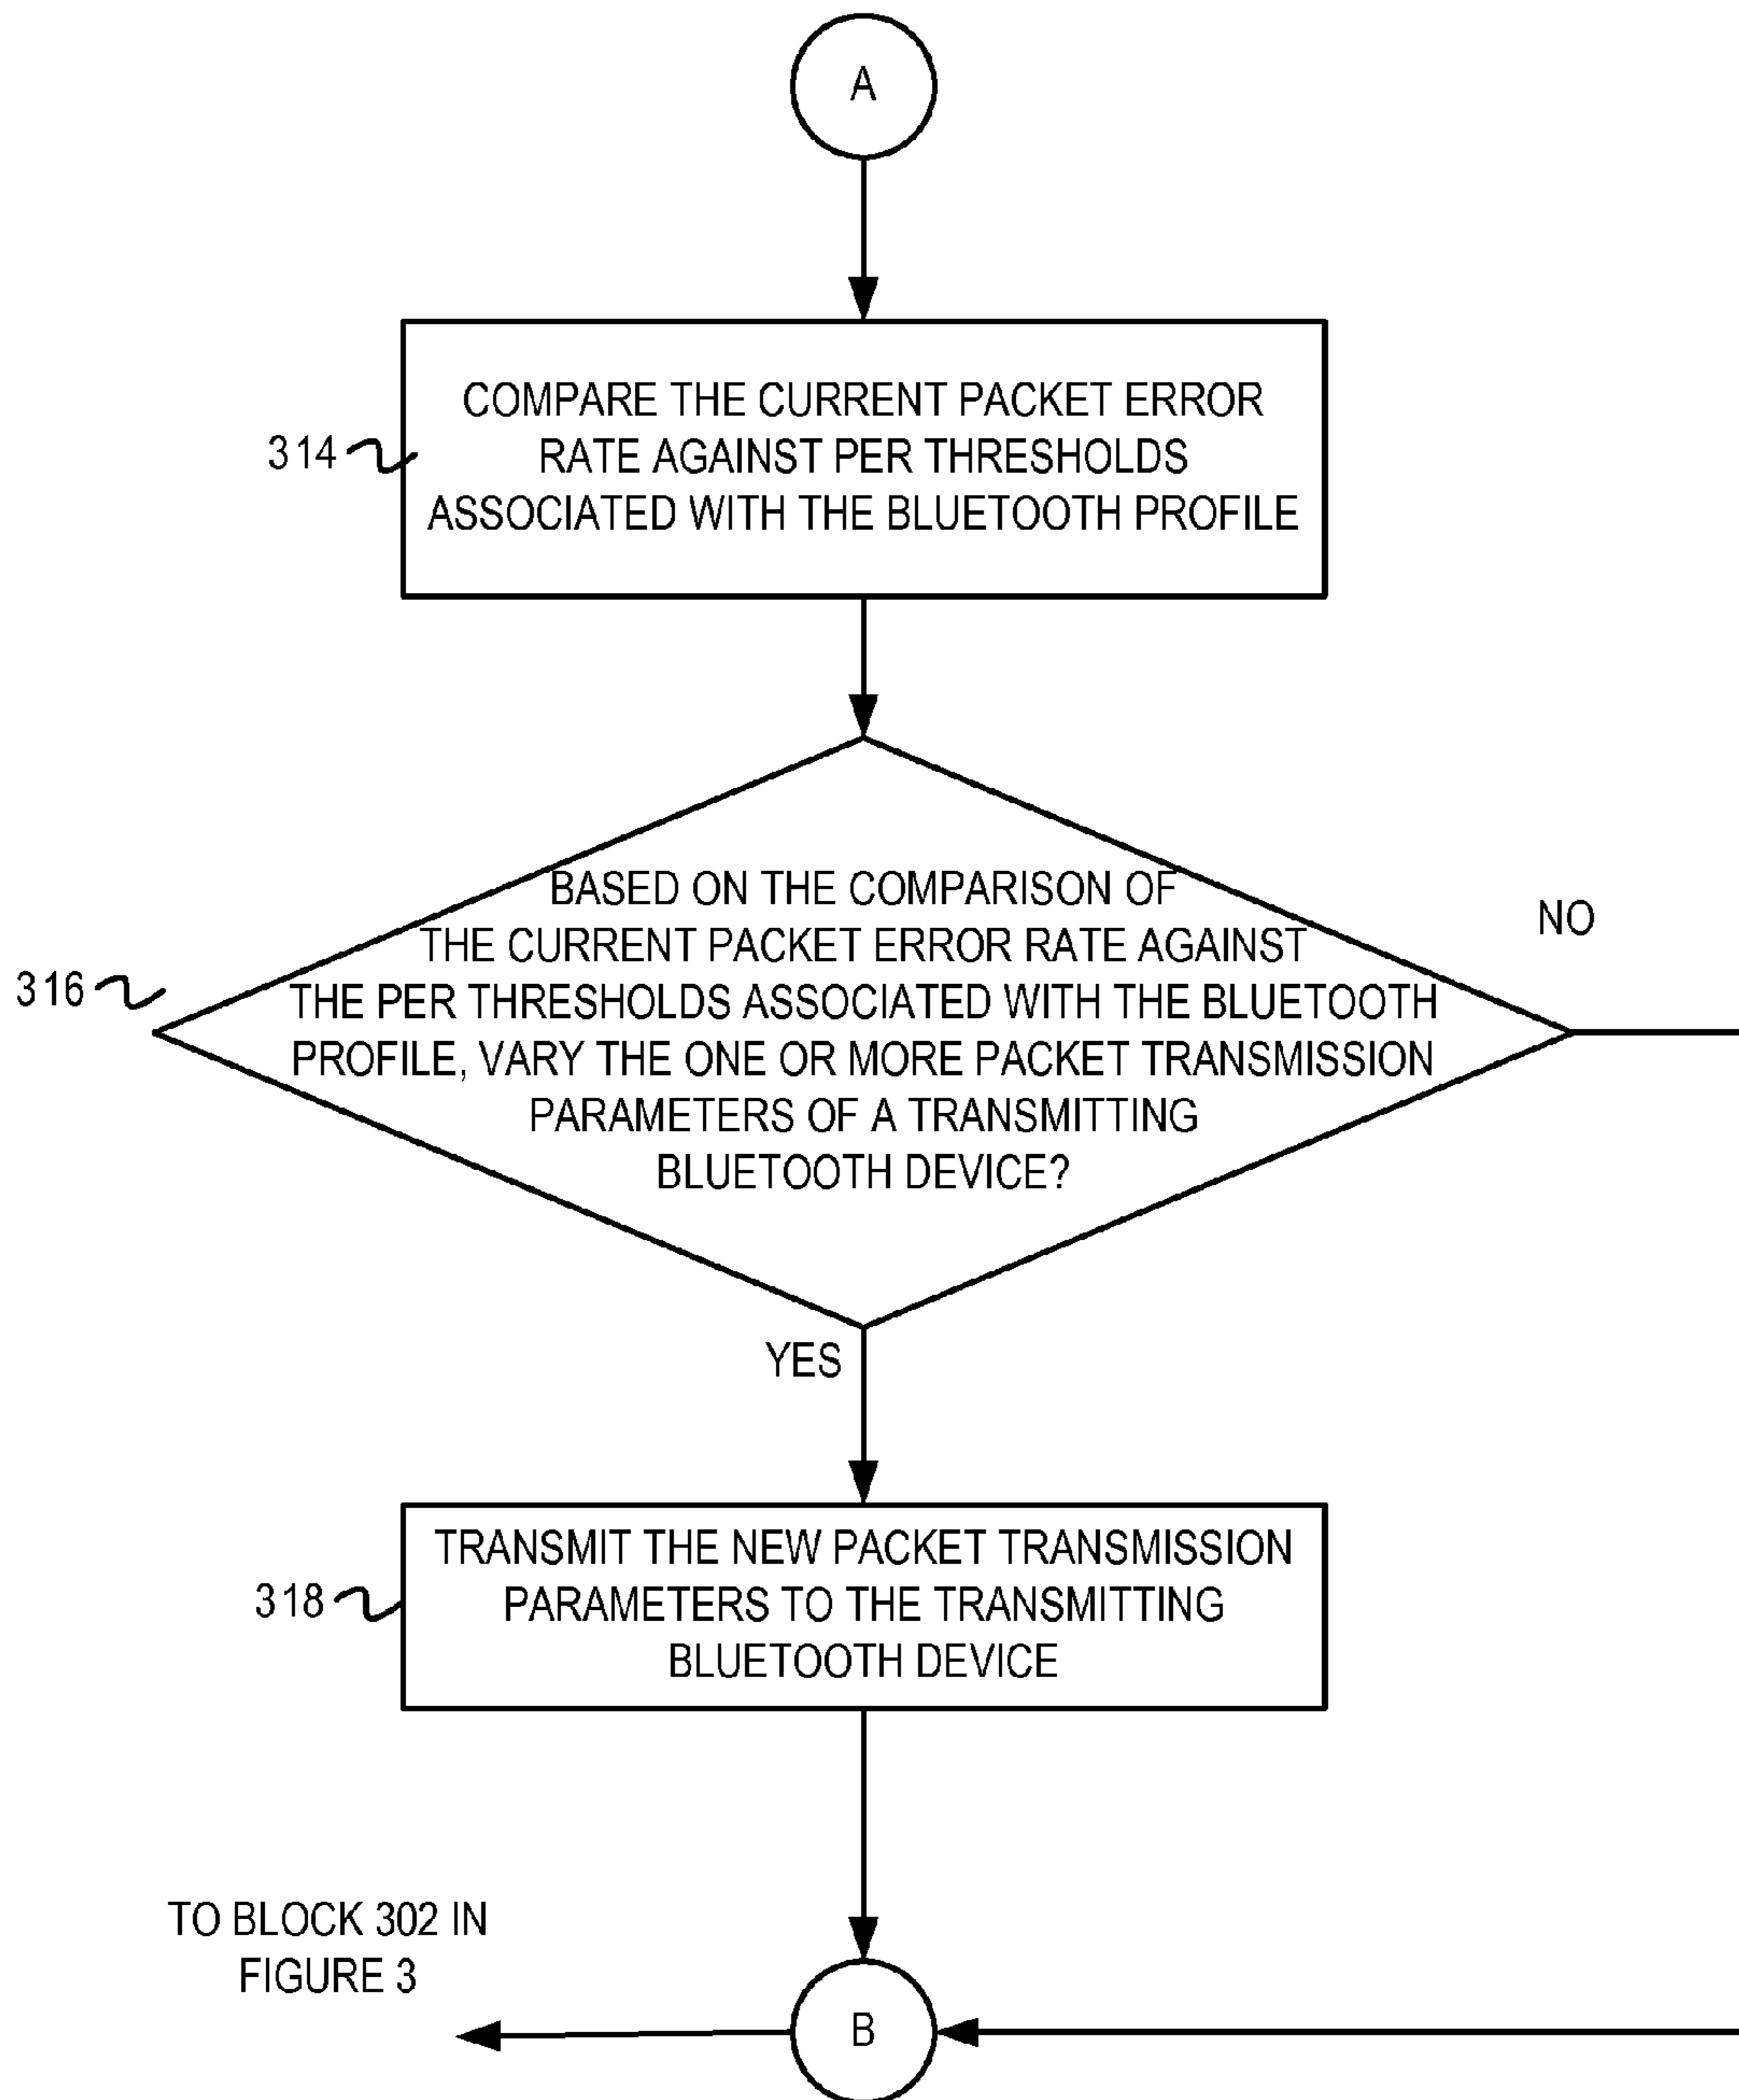 A
314
COMPARE THE CURRENT PACKET ERROR
RATE AGAINST PER THRESHOLDS
ASSOCIATED WITH THE BLUETOOTH PROFILE
316
BASED ON THE COMPARISON OF
THE CURRENT PACKET ERROR RATE AGAINST
THE PER THRESHOLDS ASSOCIATED WITH THE BLUETOOTH
PROFILE, VARY THE ONE OR MORE PACKET TRANSMISSION
PARAMETERS OF A TRANSMITTING
BLUETOOTH DEVICE?
NO
YES
318
TRANSMIT THE NEW PACKET TRANSMISSION
PARAMETERS TO THE TRANSMITTING
BLUETOOTH DEVICE
TO BLOCK 302 IN
FIGURE 3
B